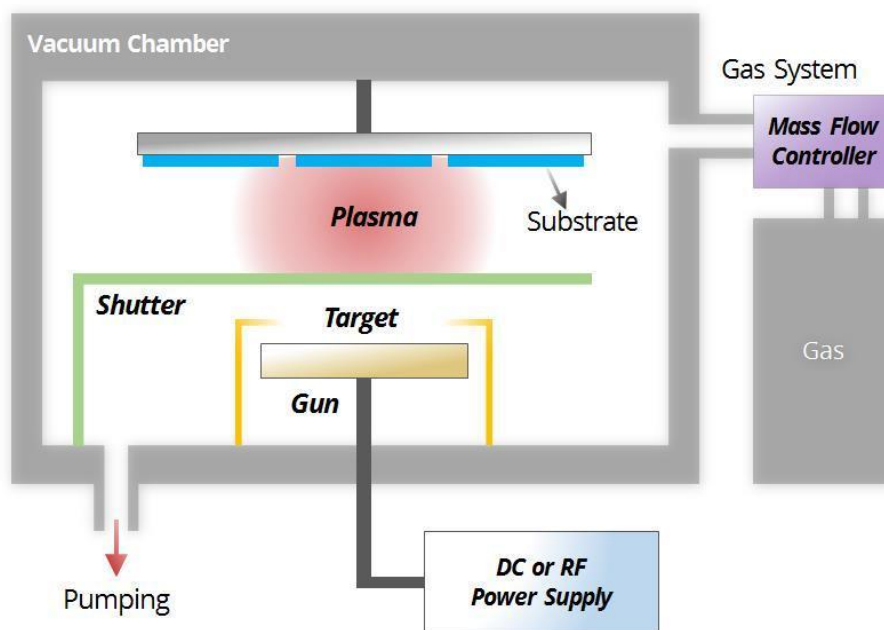 Vacuum Chamber
Gas System
Mass Flow
Controller
Plasma
Substrate
Shutter
Target
Gas
Gun
DC or RF
Power Supply
Pumping